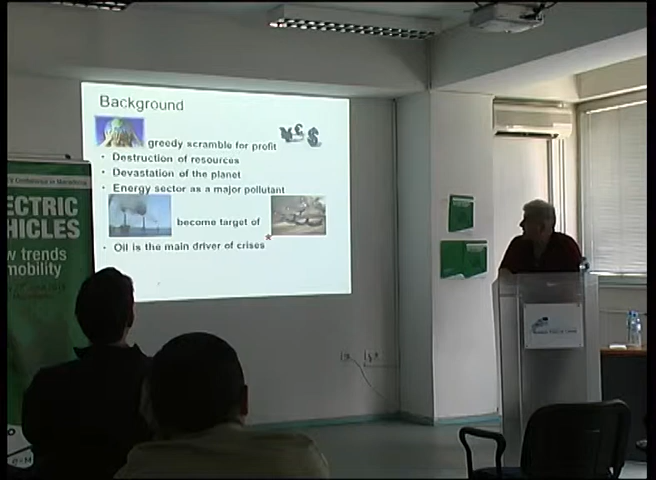 Background
greedy scramble for profit
• Destruction of resources
• Devastation of the planet
• Energy sector as a major pollutant
become target of
• Oil is the main driver of crises
ECTRIC
HICLES
w trends
mobility